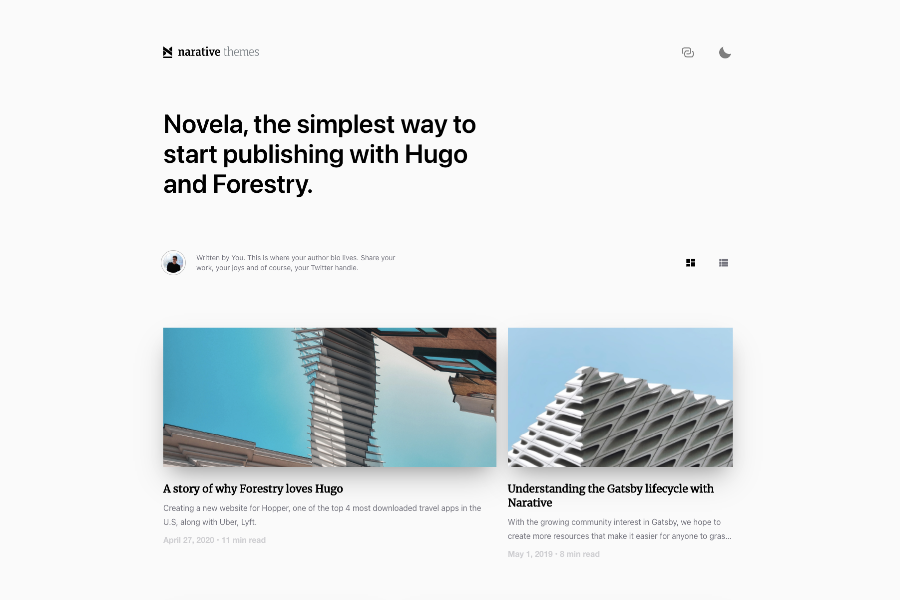 narative themes
Novela, the simplest way to
start publishing with Hugo
and Forestry.
Written by You. This is where your author bio lives. Share your
work, your joys and of course, your Twitter handle.
A story of why Forestry loves Hugo
Creating a new website for Hopper, one of the top 4 most downloaded travel apps in the
U.S, along with Uber, Lyft.
April 27, 2020 · 11 min read
Understanding the Gatsby lifecycle with
Narative
With the growing community interest in Gatsby, we hope to
create more resources that make it easier for anyone to gras...
May 1, 2019 · 8 min read